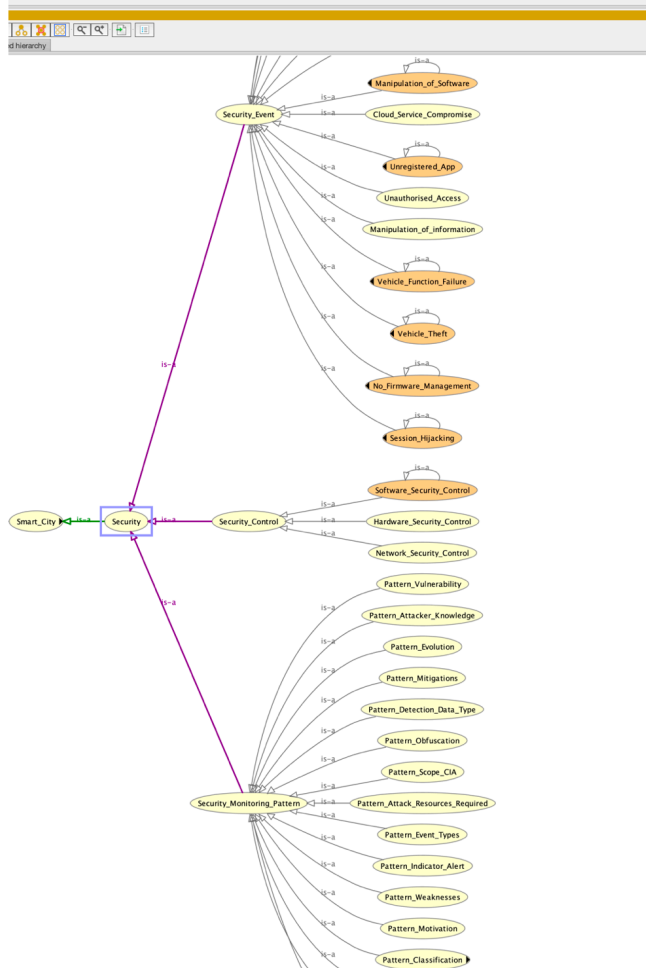 d hierarchy
is-a
Manipulation_of_Software
is-a
Security_Event
is-a
Cloud_Service_Compromise
is-a
is-a
is-a
Unregistered_App
is-a
Unauthorised_Access
is-a
Manipulation_of_information
is-a
is-a
Vehicle_Function_Failure
is-a
is-a
Vehicle_Theft
is-a
is-a
is-a
No_Firmware_Management
is-a
Session_Hijacking
is-a
Software_Security_Control
is-a
Smart_City
is-a
Security
is-a
Security_Control
is-a
Hardware_Security_Control
is-a
Network_Security_Control
Pattern_Vulnerability
is-a
is-a
Pattern_Attacker_Knowledge
is-a
Pattern_Evolution
is-a
Pattern_Mitigations
is-a
Pattern_Detection_Data_Type
is-a
Pattern_Obfuscation
is-a
Pattern_Scope_CIA
is-a
Security_Monitoring_Pattern
is-a
Pattern_Attack_Resources_Required
is-a
Pattern_Event_Types
is-a
Pattern_Indicator_Alert
is-a
Pattern_Weaknesses
is-a
Pattern_Motivation
is-a
Pattern_Classification
is-a